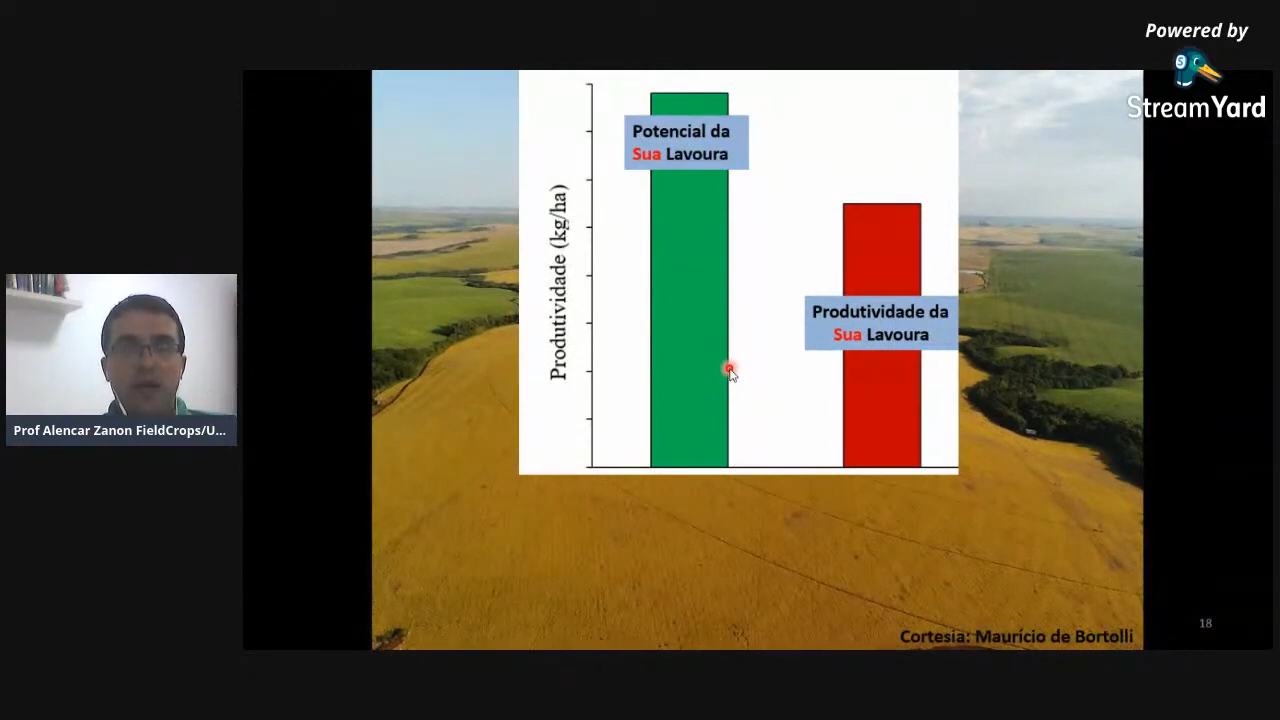 Powered by
StreamYard
Potencial da
Sua Lavoura
Produtividade (kg/ha)
Produtividade da
Sua Lavoura
Prof Alencar Zanon FieldCrops/U...
18
Cortesia: Maurício de Bortolli